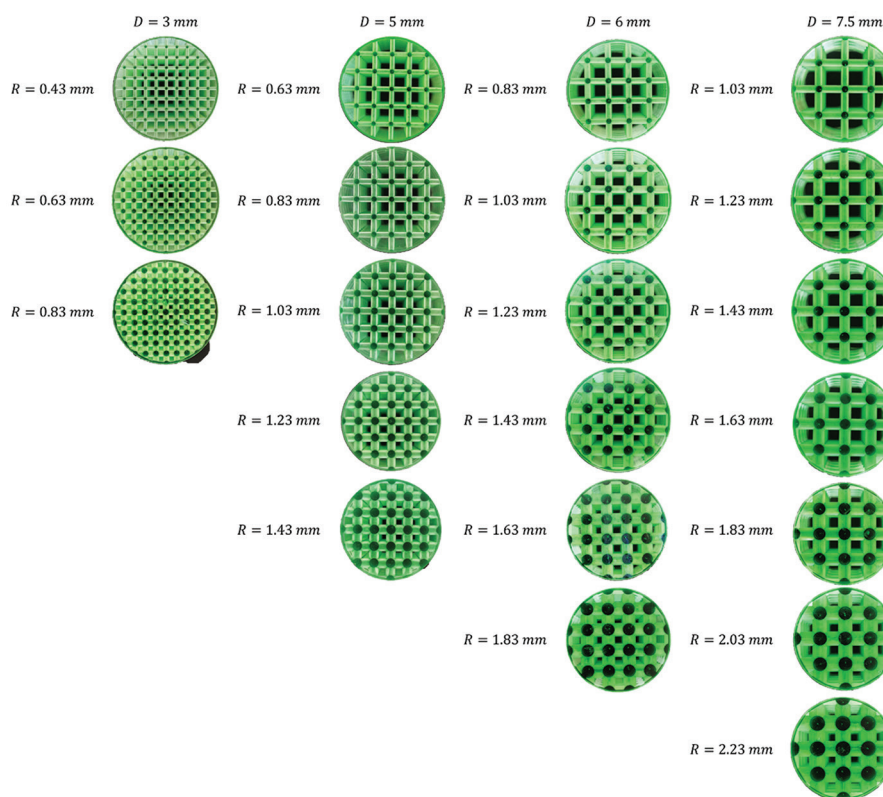 D = 3 mm D = 5 mm D = 6 mm D = 7.5 mm
R = 0.43 mm R = 0.63 mm R = 0.83 mm R = 1.03 mm
R = 0.63 mm R = 0.83 mm R = 1.03 mm R = 1.23 mm
R = 0.83 mm R = 1.03 mm R = 1.23 mm R = 1.43 mm
R = 1.23 mm R = 1.43 mm R = 1.63 mm
R = 1.43 mm R = 1.63 mm R = 1.83 mm
R = 1.83 mm R = 2.03 mm
R = 2.23 mm